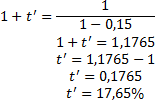 1 + t′ = 1
1 − 0,15
1 + t′ = 1,1765
t′ = 1,1765 − 1
t′ = 0,1765
t′ = 17,65%